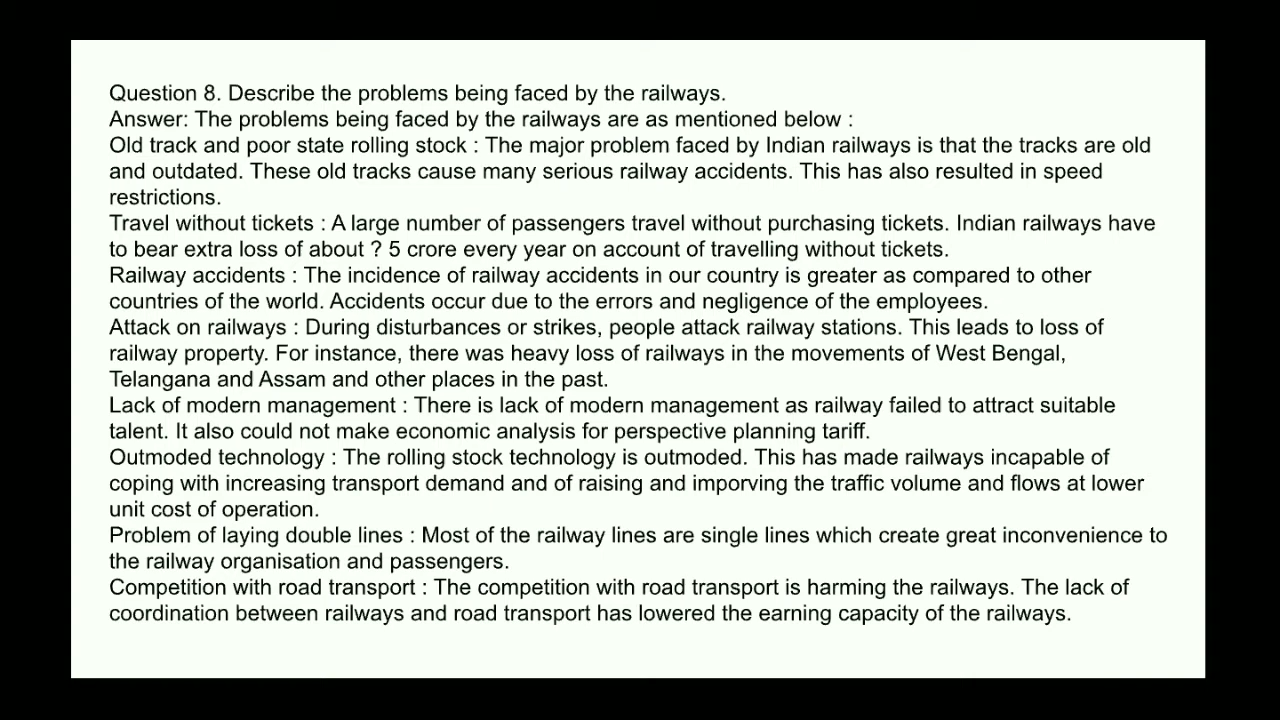 Question 8. Describe the problems being faced by the railways.
Answer: The problems being faced by the railways are as mentioned below :
Old track and poor state rolling stock : The major problem faced by Indian railways is that the tracks are old
and outdated. These old tracks cause many serious railway accidents. This has also resulted in speed
restrictions.
Travel without tickets : A large number of passengers travel without purchasing tickets. Indian railways have
to bear extra loss of about ? 5 crore every year on account of travelling without tickets.
Railway accidents : The incidence of railway accidents in our country is greater as compared to other
countries of the world. Accidents occur due to the errors and negligence of the employees.
Attack on railways : During disturbances or strikes, people attack railway stations. This leads to loss of
railway property. For instance, there was heavy loss of railways in the movements of West Bengal,
Telangana and Assam and other places in the past.
Lack of modern management : There is lack of modern management as railway failed to attract suitable
talent. It also could not make economic analysis for perspective planning tariff.
Outmoded technology : The rolling stock technology is outmoded. This has made railways incapable of
coping with increasing transport demand and of raising and imporving the traffic volume and flows at lower
unit cost of operation.
Problem of laying double lines : Most of the railway lines are single lines which create great inconvenience to
the railway organisation and passengers.
Competition with road transport : The competition with road transport is harming the railways. The lack of
coordination between railways and road transport has lowered the earning capacity of the railways.